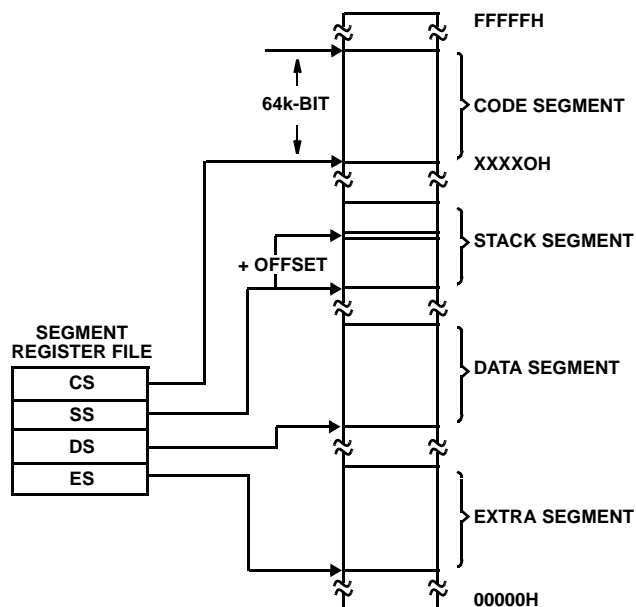 FFFFFH
64k-BIT
CODE SEGMENT
XXXXOH
STACK SEGMENT
+ OFFSET
SEGMENT
REGISTER FILE
CS
SS
DS
ES
DATA SEGMENT
EXTRA SEGMENT
00000H